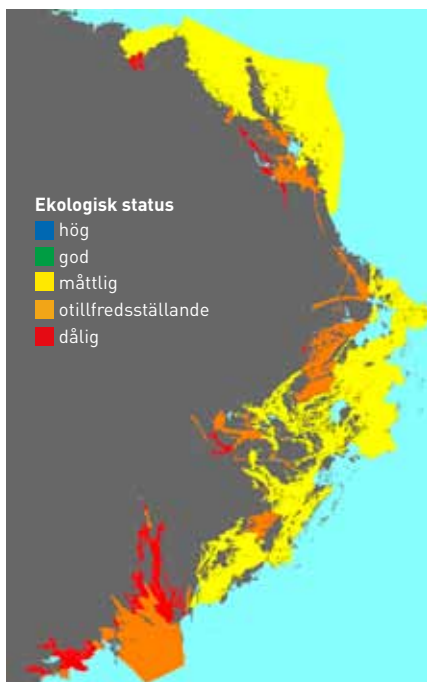 Ekologisk status
hög
god
måttlig
otillfredsställande
dålig